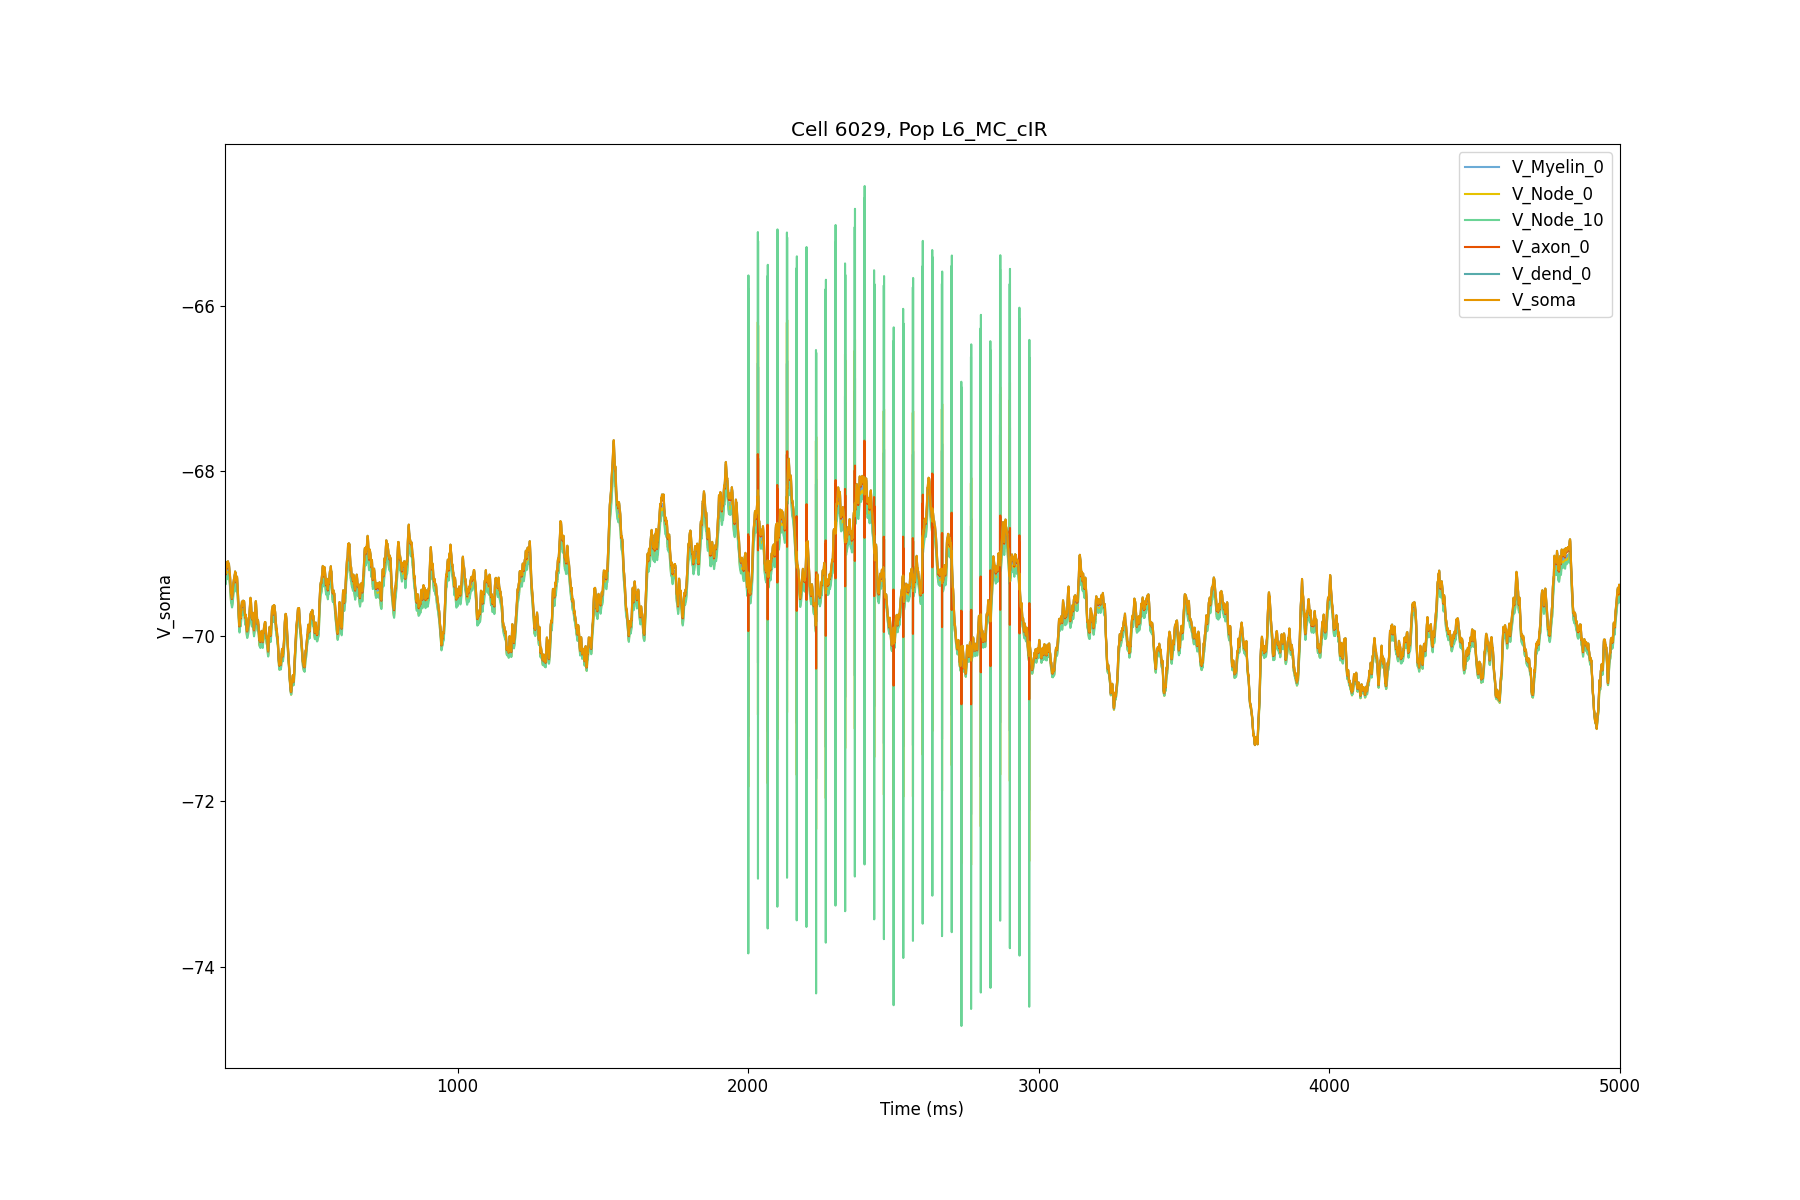 Cell 6029, Pop L6_MC_cIR
V_Myelin_0
V_Node_0
V_Node_10
V_axon_0
V_dend_0
V_soma
−66
−68
−70
−72
−74
V_soma
1000
2000
3000
4000
5000
Time (ms)